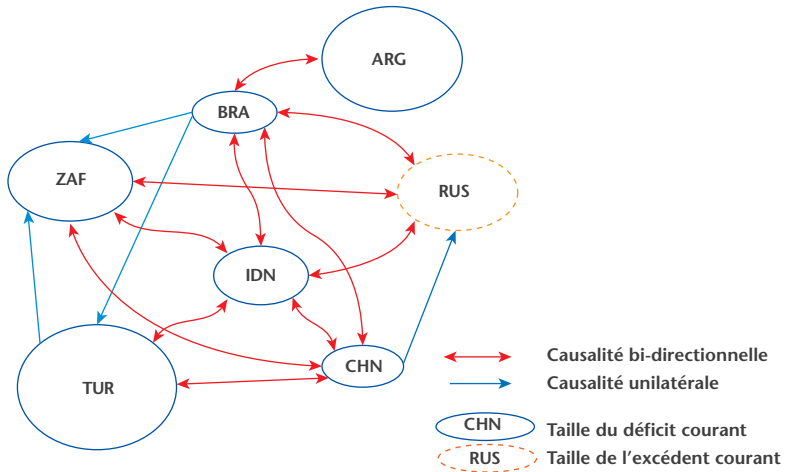 ARG
BRA
ZAF
RUS
IDN
CHN
TUR
Causalité bi-directionnelle
Causalité unilatérale
CHN Taille du déficit courant
RUS Taille de l'excédent courant